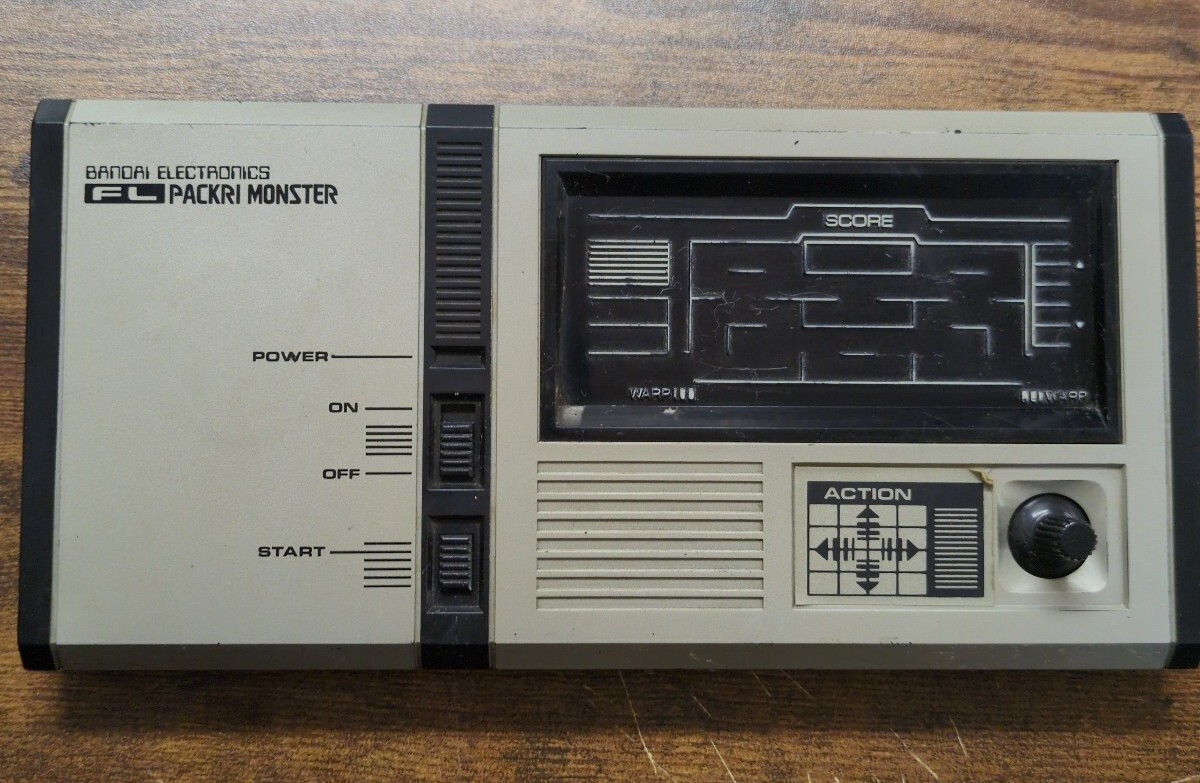 BANDAI ELECTRONICS
FL PACKRI MONSTER
SCORE
POWER
WARP
WARP
ON
OFF
ACTION
START